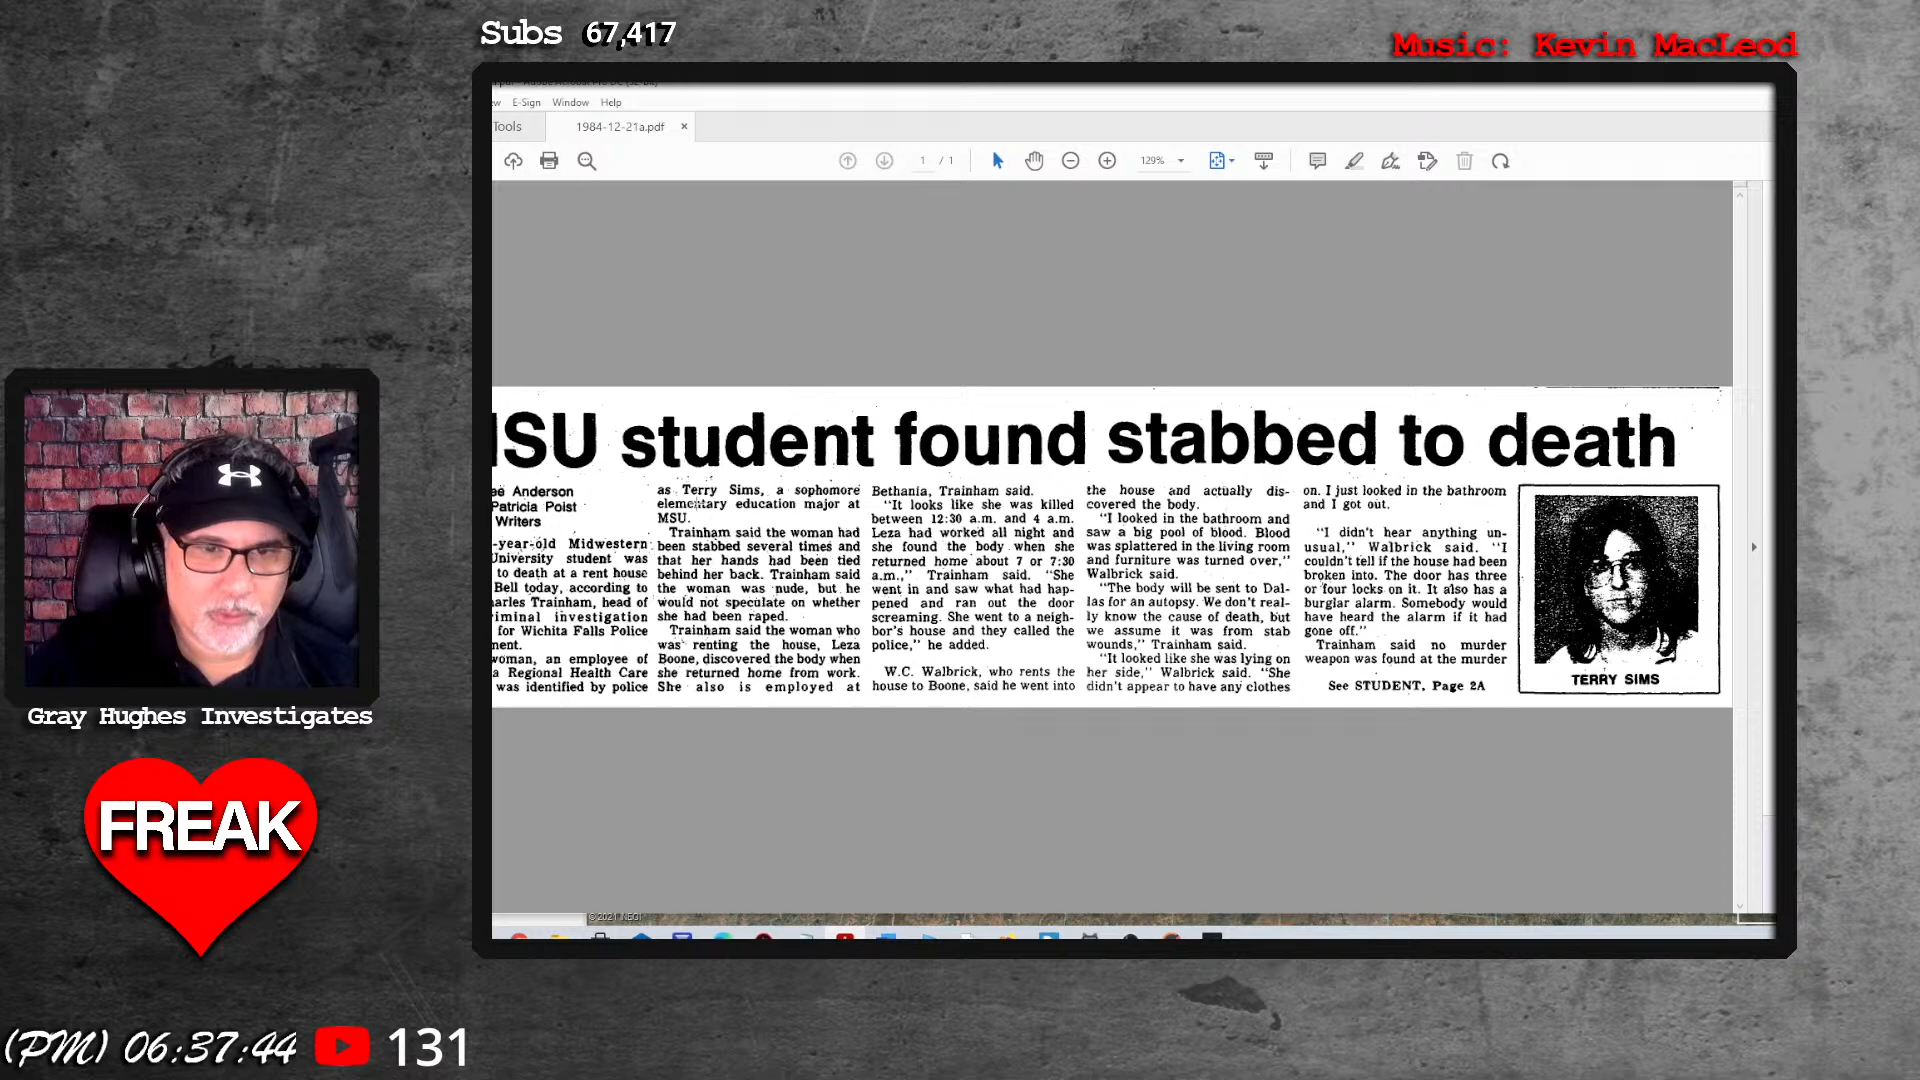 Subs 67,417
Music: Kevin MacLeod
E-Sign Window Help
Tools
1984-12-21a.pdf ×
1 / 1
129%
SU student found stabbed to death
Anderson
Patricia Poist
Writers
-year-old Midwestern
University student was
to death at a rent house
Bell today, according to
Trainham, head of
investigation
for Wichita Falls Police
an employee of
Regional Health Care
was identified by police
as Terry Sims, a sophomore
elementary education major at
MSU.
Trainham said the woman had
been stabbed several times and
that her hands had been tied
behind her back. Trainham said
the woman was nude, but he
would not speculate on whether
she had been raped.
Trainham said the woman who
was renting the house, Leza
Boone, discovered the body when
she returned home from work.
She also is employed at
Bethania, Trainham said.
"It looks like she was killed
between 12:30 a.m. and 4 a.m.
Leza had worked all night and
she found the body when she
returned home about 7 or 7:30
a.m.," Trainham said. "She
went in and saw what had hap-
pened and ran out the door
screaming. She went to a neigh-
bor's house and they called the
police," he added.
W.C. Walbrick, who rents the
house to Boone, said he went into
the house and actually dis-
covered the body.
"I looked in the bathroom and
saw a big pool of blood. Blood
was splattered in the living room
and furniture was turned over,"
Walbrick said.
"The body will be sent to Dal-
las for an autopsy. We don't real-
ly know the cause of death, but
we assume it was from stab
wounds," Trainham said.
"It looked like she was lying on
her side," Walbrick said. "She
didn't appear to have any clothes
on. I just looked in the bathroom
and I got out.
"I didn't hear anything un-
usual," Walbrick said. "I
couldn't tell if the house had been
broken into. The door has three
or four locks on it. It also has a
burglar alarm. Somebody would
have heard the alarm if it had
gone off."
Trainham said no murder
weapon was found at the murder
See STUDENT, Page 2A
TERRY SIMS
© 2021 INEGI
Gray Hughes Investigates
FREAK
(PM) 06:37:44
131